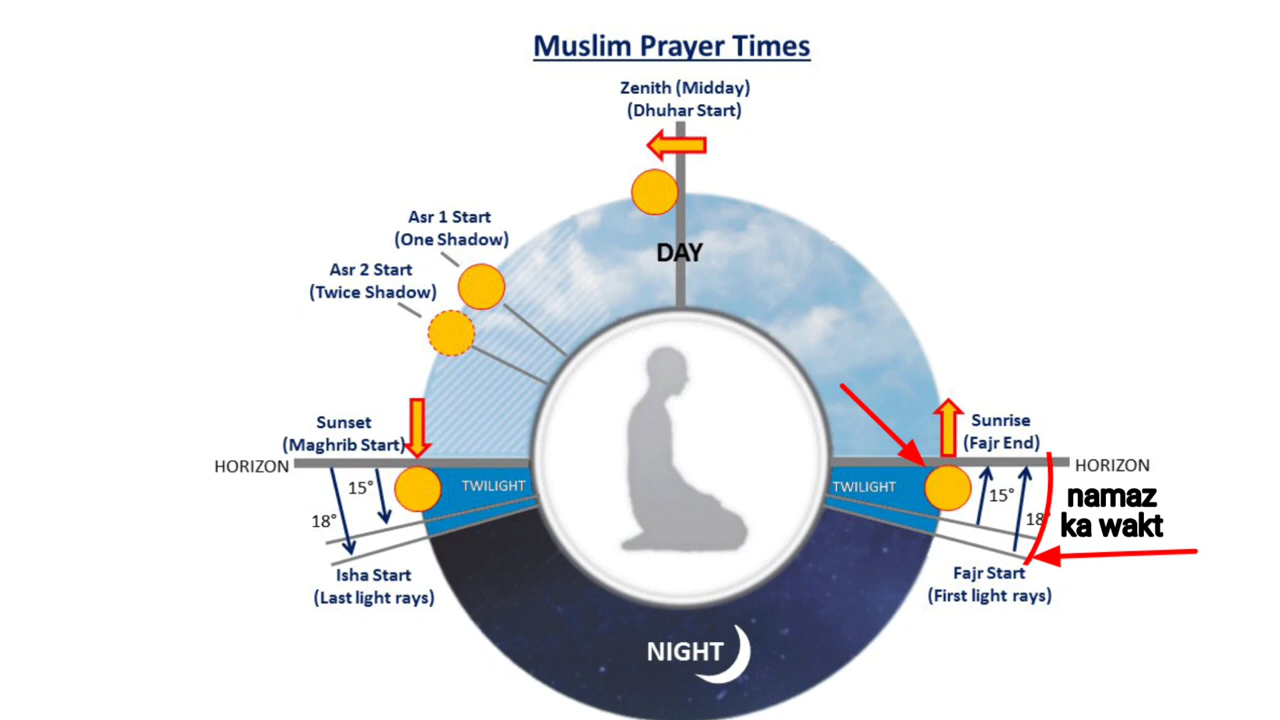 Muslim Prayer Times
Zenith (Midday)
(Dhuhar Start)
Asr 1 Start
(One Shadow)
DAY
Asr 2 Start
(Twice Shadow)
Sunset
(Maghrib Start)
Sunrise
(Fajr End)
HORIZON
TWILIGHT
TWILIGHT
HORIZON
15°
18°
15°
18°
namaz
ka wakt
Isha Start
(Last light rays)
Fajr Start
(First light rays)
NIGHT